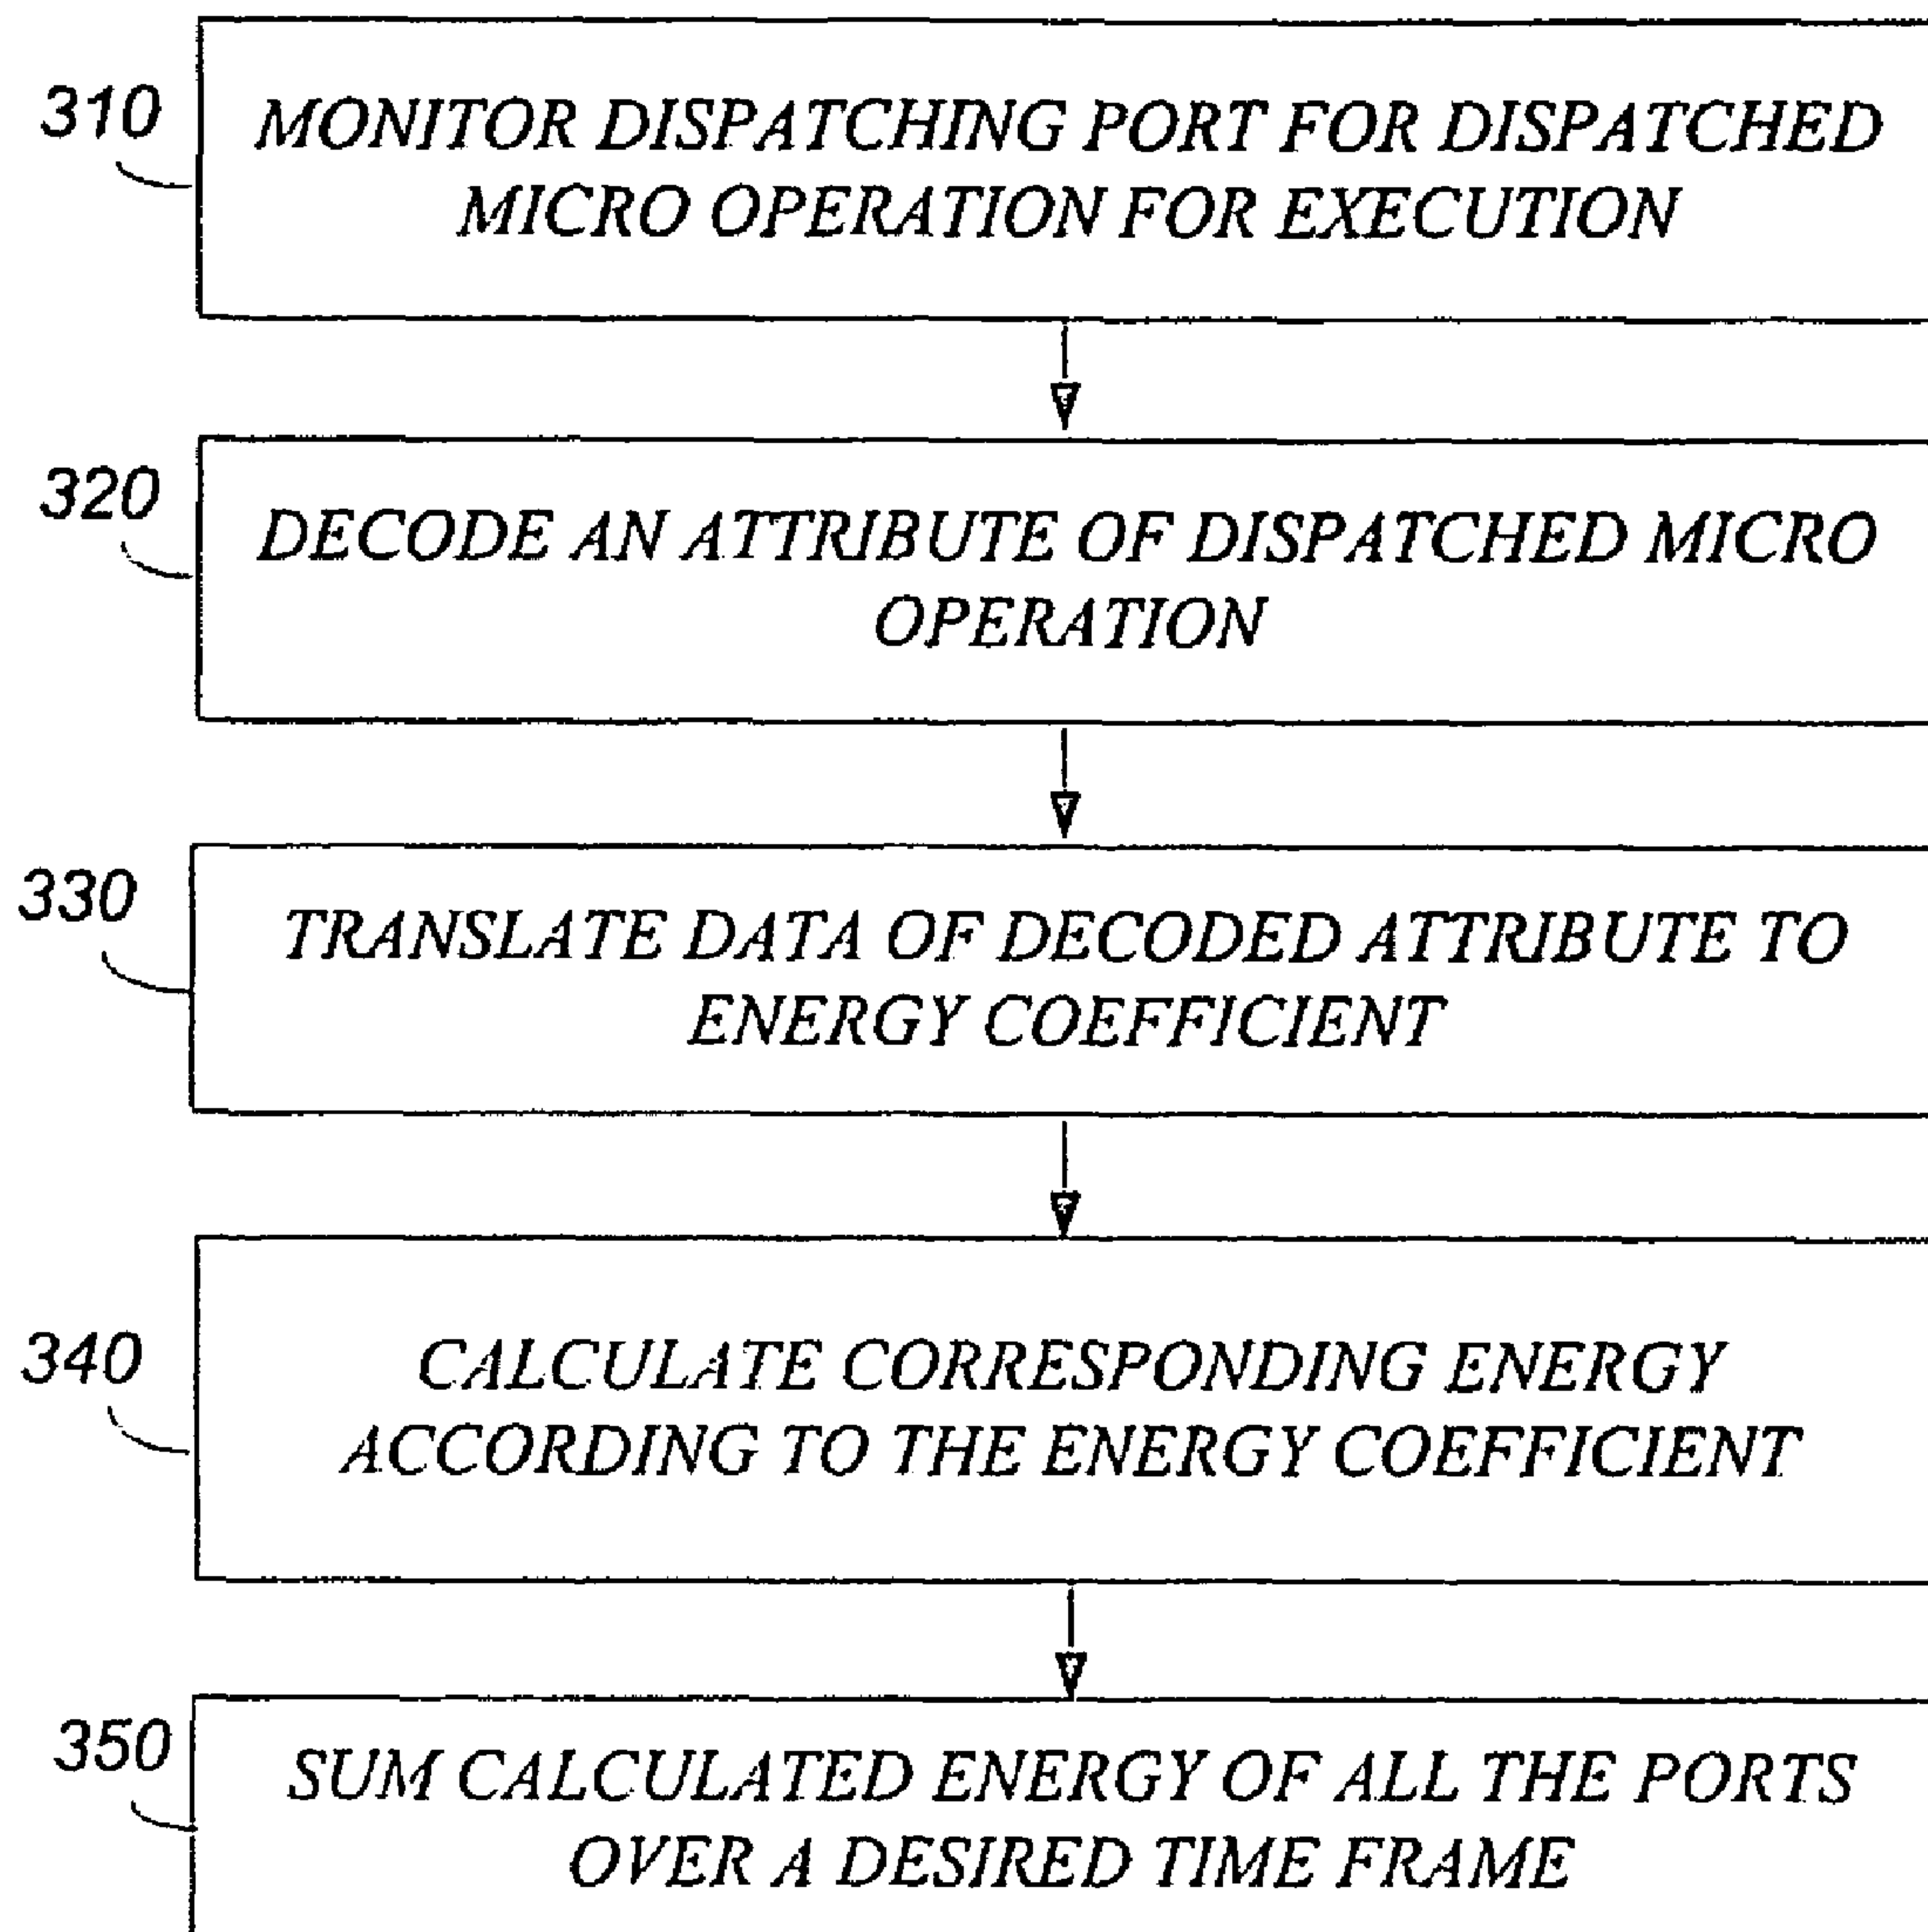 310
MONITOR DISPATCHING PORT FOR DISPATCHED
MICRO OPERATION FOR EXECUTION
320
DECODE AN ATTRIBUTE OF DISPATCHED MICRO
OPERATION
330
TRANSLATE DATA OF DECODED ATTRIBUTE TO
ENERGY COEFFICIENT
340
CALCULATE CORRESPONDING ENERGY
ACCORDING TO THE ENERGY COEFFICIENT
350
SUM CALCULATED ENERGY OF ALL THE PORTS
OVER A DESIRED TIME FRAME